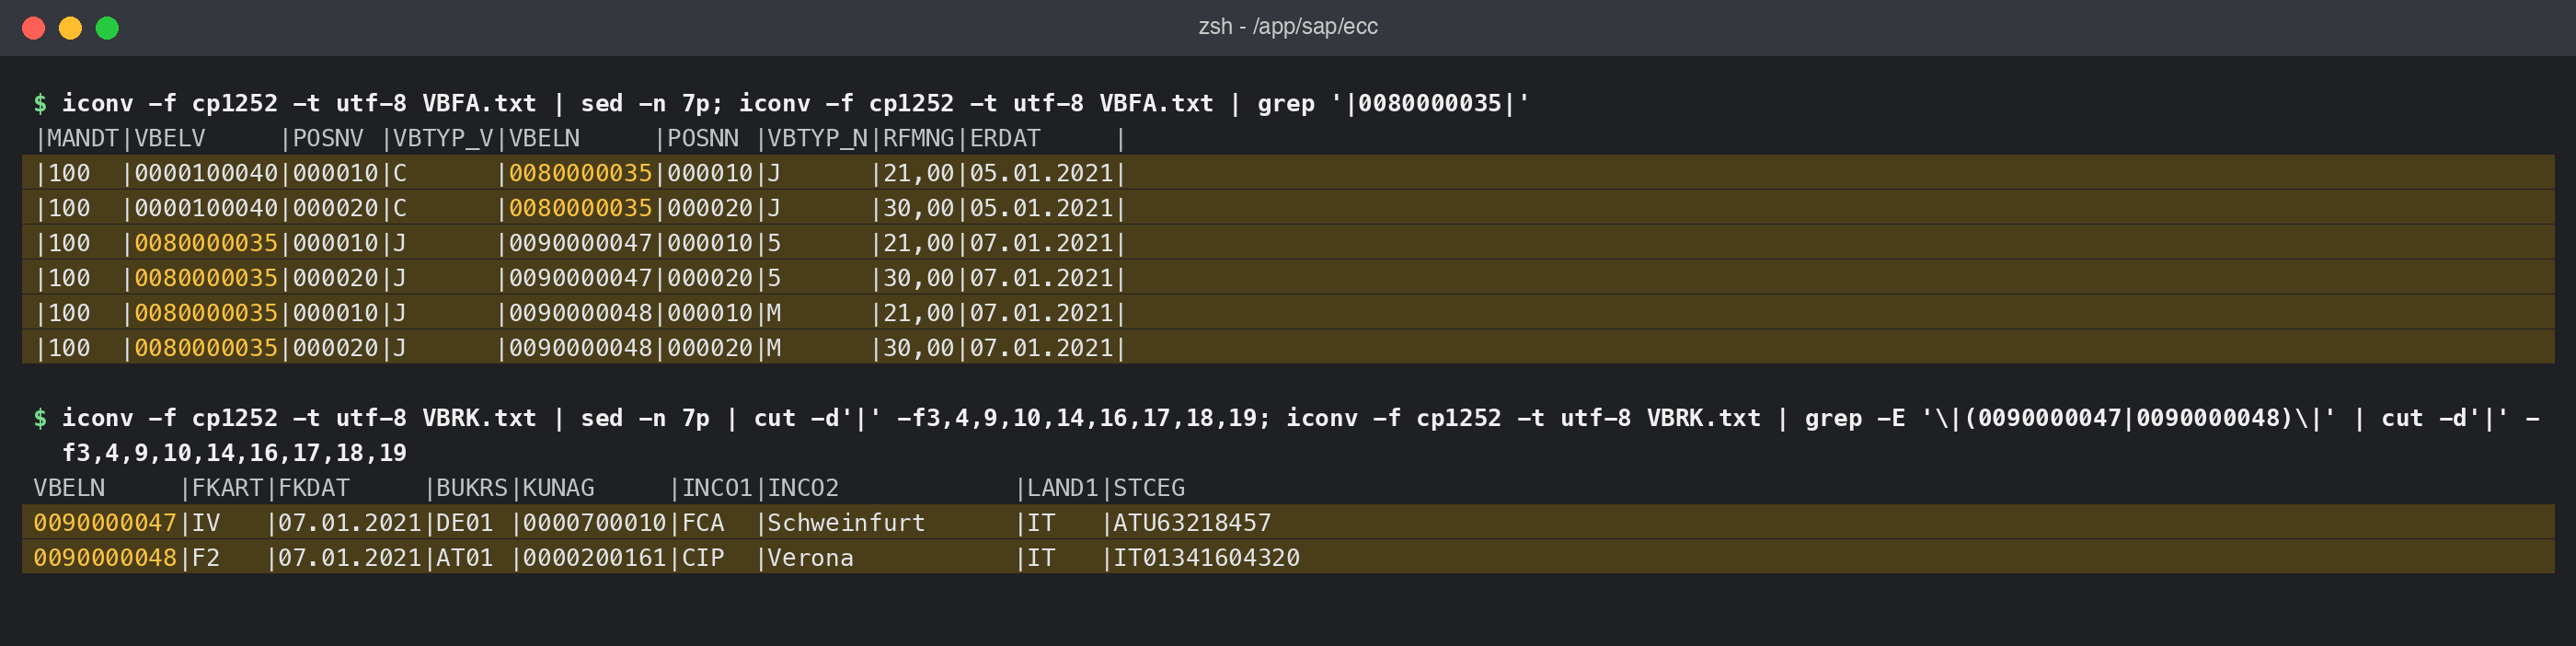 zsh - /app/sap/ecc
$ iconv -f cp1252 -t utf-8 VBFA.txt | sed -n 7p; iconv -f cp1252 -t utf-8 VBFA.txt | grep '|0080000035|'
|MANDT|VBELV     |POSNV |VBTYP_V|VBELN     |POSNN |VBTYP_N|RFMNG|ERDAT     |
|100  |0000100040|000010|C      |0080000035|000010|J      |21,00|05.01.2021|
|100  |0000100040|000020|C      |0080000035|000020|J      |30,00|05.01.2021|
|100  |0080000035|000010|J      |0090000047|000010|5      |21,00|07.01.2021|
|100  |0080000035|000020|J      |0090000047|000020|5      |30,00|07.01.2021|
|100  |0080000035|000010|J      |0090000048|000010|M      |21,00|07.01.2021|
|100  |0080000035|000020|J      |0090000048|000020|M      |30,00|07.01.2021|
$ iconv -f cp1252 -t utf-8 VBRK.txt | sed -n 7p | cut -d'|' -f3,4,9,10,14,16,17,18,19; iconv -f cp1252 -t utf-8 VBRK.txt | grep -E '\|(0090000047|0090000048)\|' | cut -d'|' -
f3,4,9,10,14,16,17,18,19
VBELN     |FKART|FKDAT     |BUKRS|KUNAG     |INCO1|INCO2            |LAND1|STCEG
0090000047|IV   |07.01.2021|DE01 |0000700010|FCA  |Schweinfurt      |IT   |ATU63218457
0090000048|F2   |07.01.2021|AT01 |0000200161|CIP  |Verona           |IT   |IT01341604320